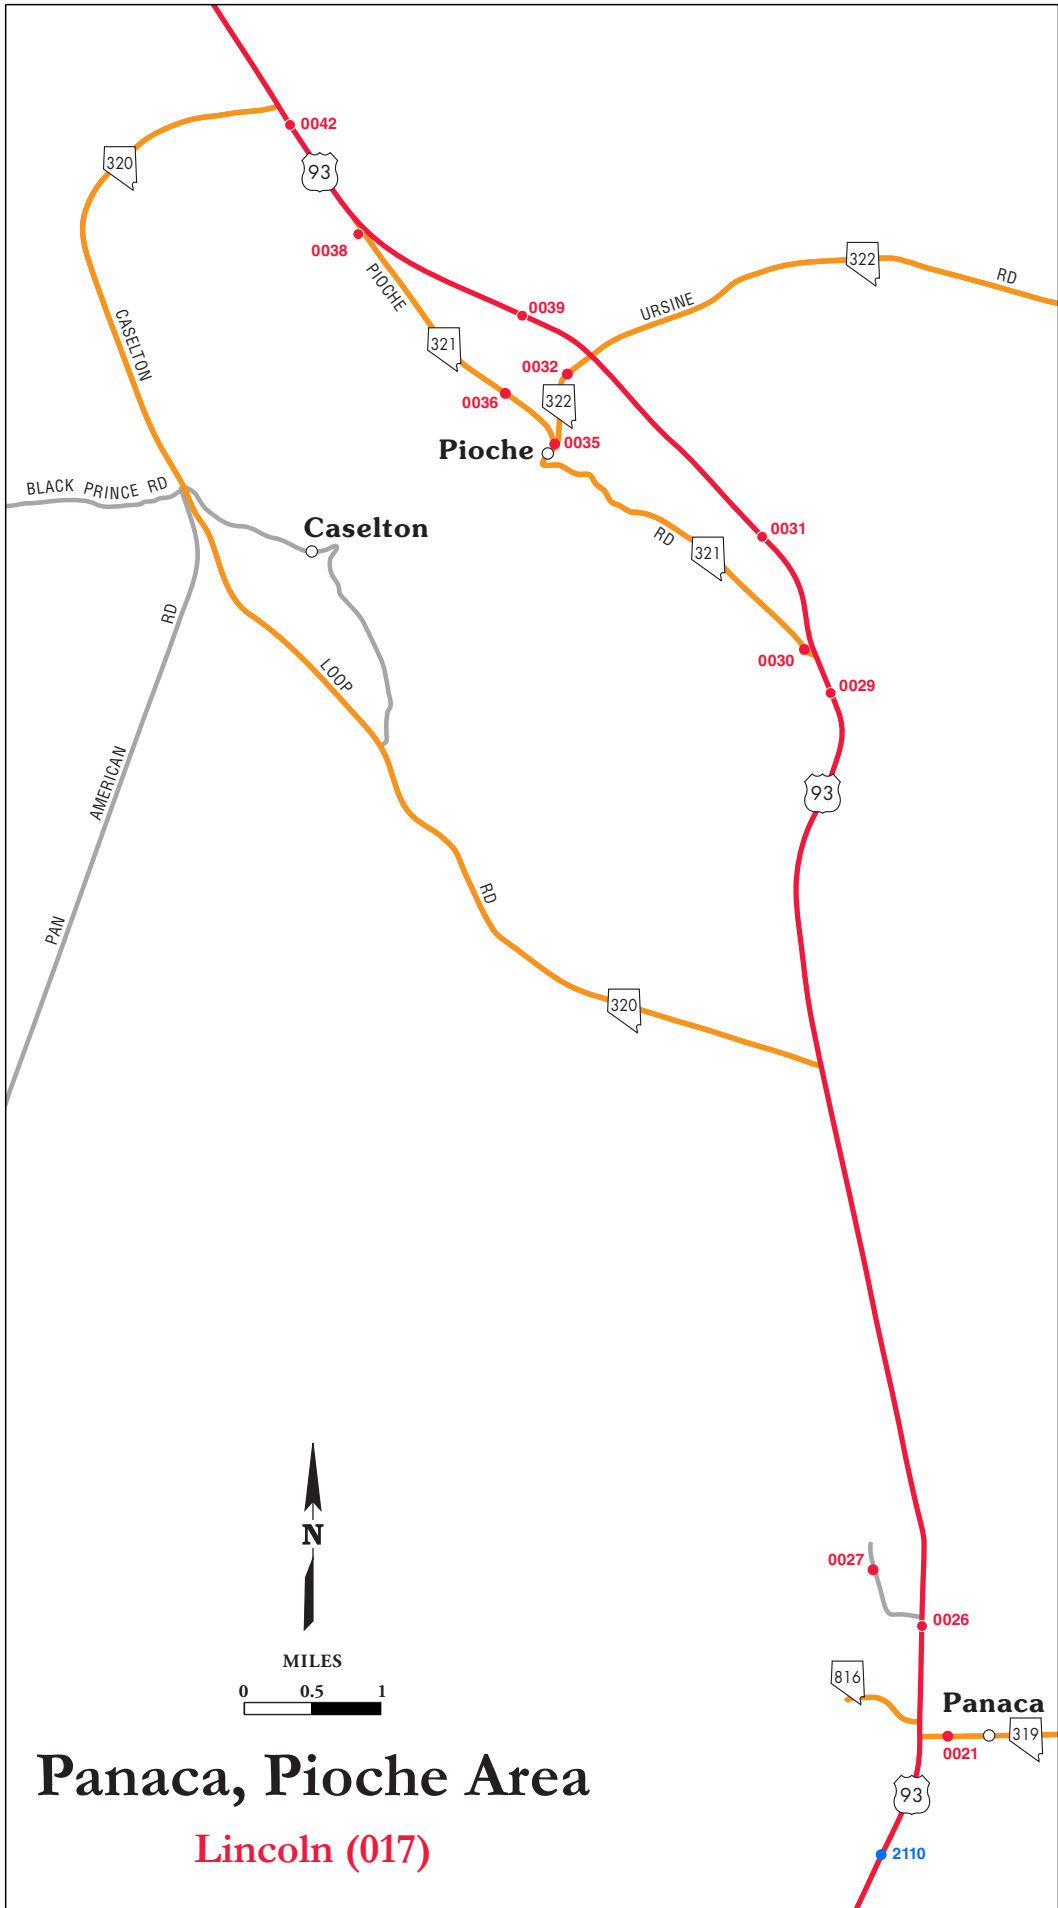 0042
320
93
0038
PIOCHE
322
RD
0039
URSINE
CASELTON
321
0032
0036
322
0035
Pioche
BLACK PRINCE RD
Caselton
0031
RD
321
RD
0030
LOOP
0029
AMERICAN
93
RD
PAN
320
N
0027
0026
MILES
0 0.5 1
816
Panaca
319
0021
Panaca, Pioche Area
93
Lincoln (017)
2110